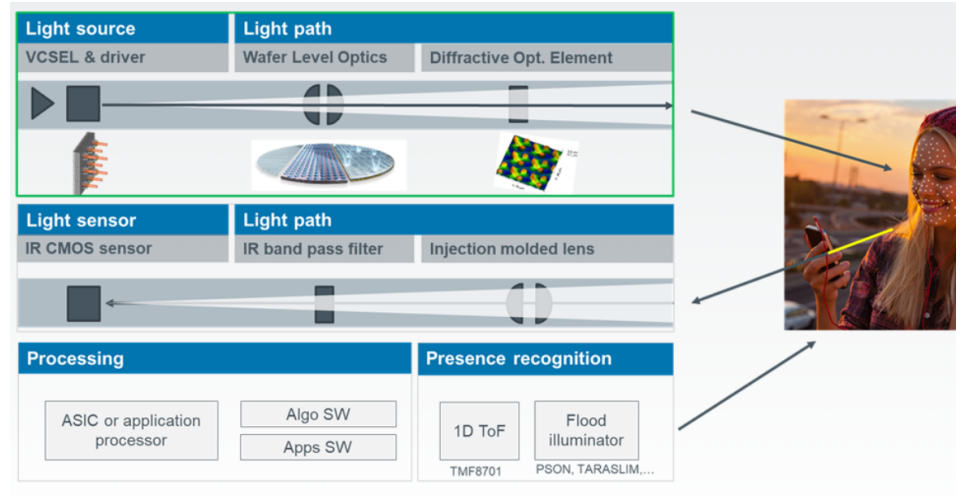 Light source
Light path
VCSEL & driver
Wafer Level Optics
Diffractive Opt. Element
Light sensor
Light path
IR CMOS sensor
IR band pass filter
Injection molded lens
Processing
Presence recognition
ASIC or application
processor
Algo SW
Apps SW
1D ToF
Flood
illuminator
TMF8701
PSON, TARASLIM,...